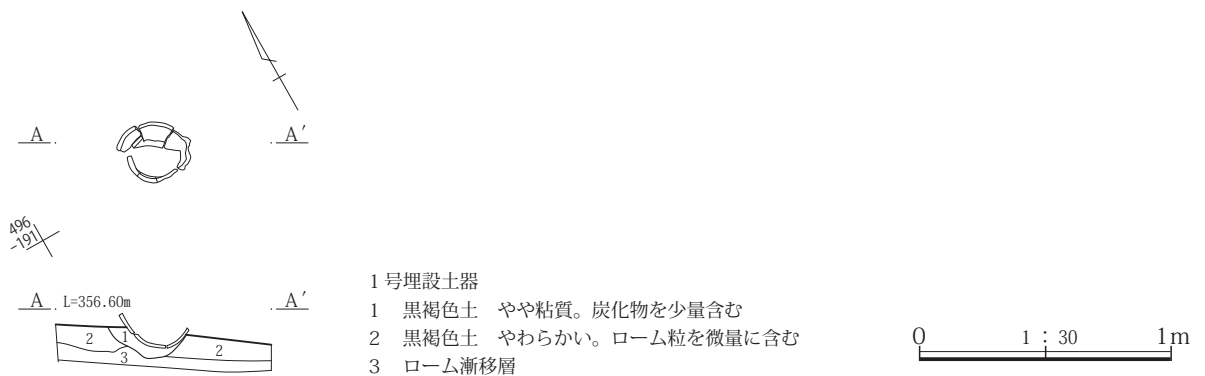 A A′
496
-191
A L=356.60m A′
2 1 3 2
1号埋設土器
1 黒褐色土 やや粘質。炭化物を少量含む
2 黒褐色土 やわらかい。ローム粒を微量に含む
3 ローム漸移層
0 1：30 1m